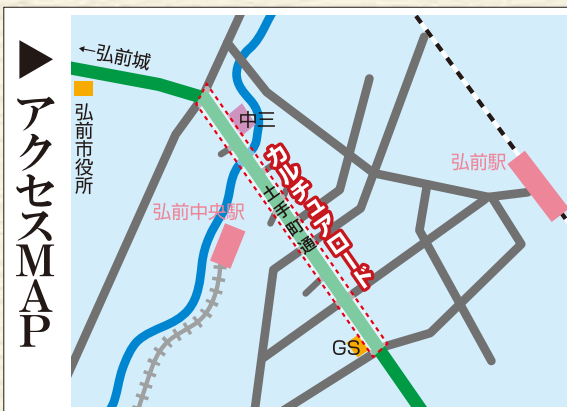 ▶アクセスMAP
←弘前城
弘前市役所
中三
カルチュアロード
土手町通
弘前駅
弘前中央駅
GS